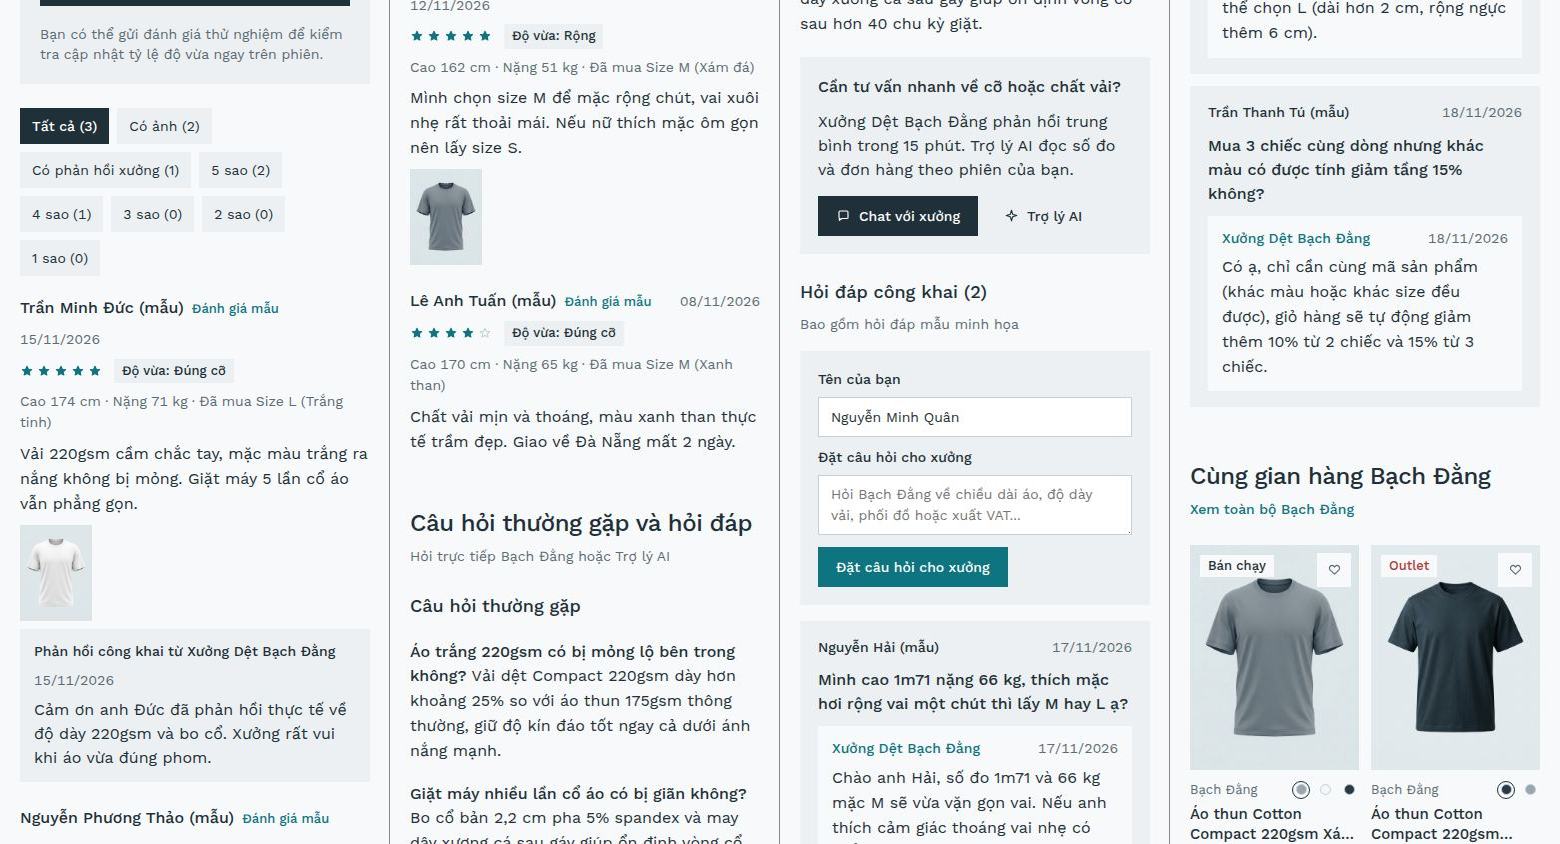 Bạn có thể gửi đánh giá thử nghiệm để kiểm
tra cập nhật tỷ lệ độ vừa ngay trên phiên.
Tất cả (3)
Có ảnh (2)
Có phản hồi xưởng (1)
5 sao (2)
4 sao (1)
3 sao (0)
2 sao (0)
1 sao (0)
Trần Minh Đức (mẫu) Đánh giá mẫu
15/11/2026
Độ vừa: Đúng cỡ
Cao 174 cm · Nặng 71 kg · Đã mua Size L (Trắng
tinh)
Vải 220gsm cầm chắc tay, mặc màu trắng ra
nắng không bị mỏng. Giặt máy 5 lần cổ áo
vẫn phẳng gọn.
Phản hồi công khai từ Xưởng Dệt Bạch Đằng
15/11/2026
Cảm ơn anh Đức đã phản hồi thực tế về
độ dày 220gsm và bo cổ. Xưởng rất vui
khi áo vừa đúng phom.
Nguyễn Phương Thảo (mẫu) Đánh giá mẫu
12/11/2026
Độ vừa: Rộng
Cao 162 cm · Nặng 51 kg · Đã mua Size M (Xám đá)
Mình chọn size M để mặc rộng chút, vai xuôi
nhẹ rất thoải mái. Nếu nữ thích mặc ôm gọn
nên lấy size S.
Lê Anh Tuấn (mẫu) Đánh giá mẫu 08/11/2026
Độ vừa: Đúng cỡ
Cao 170 cm · Nặng 65 kg · Đã mua Size M (Xanh
than)
Chất vải mịn và thoáng, màu xanh than thực
tế trầm đẹp. Giao về Đà Nẵng mất 2 ngày.
Câu hỏi thường gặp và hỏi đáp
Hỏi trực tiếp Bạch Đằng hoặc Trợ lý AI
Câu hỏi thường gặp
Áo trắng 220gsm có bị mỏng lộ bên trong
không? Vải dệt Compact 220gsm dày hơn
khoảng 25% so với áo thun 175gsm thông
thường, giữ độ kín đáo tốt ngay cả dưới ánh
nắng mạnh.
Giặt máy nhiều lần cổ áo có bị giãn không?
Bo cổ bản 2,2 cm pha 5% spandex và may
dây xương cá sau gáy giúp ổn định vòng cổ
sau hơn 40 chu kỳ giặt.
Cần tư vấn nhanh về cỡ hoặc chất vải?
Xưởng Dệt Bạch Đằng phản hồi trung
bình trong 15 phút. Trợ lý AI đọc số đo
và đơn hàng theo phiên của bạn.
Chat với xưởng
Trợ lý AI
Hỏi đáp công khai (2)
Bao gồm hỏi đáp mẫu minh họa
Tên của bạn
Nguyễn Minh Quân
Đặt câu hỏi cho xưởng
Hỏi Bạch Đằng về chiều dài áo, độ dày
vải, phối đồ hoặc xuất VAT...
Đặt câu hỏi cho xưởng
Nguyễn Hải (mẫu) 17/11/2026
Mình cao 1m71 nặng 66 kg, thích mặc
hơi rộng vai một chút thì lấy M hay L ạ?
Xưởng Dệt Bạch Đằng 17/11/2026
Chào anh Hải, số đo 1m71 và 66 kg
mặc M sẽ vừa vặn gọn vai. Nếu anh
thích cảm giác thoáng vai nhẹ có
thể chọn L (dài hơn 2 cm, rộng ngực
thêm 6 cm).
Trần Thanh Tú (mẫu) 18/11/2026
Mua 3 chiếc cùng dòng nhưng khác
màu có được tính giảm tầng 15%
không?
Xưởng Dệt Bạch Đằng 18/11/2026
Có ạ, chỉ cần cùng mã sản phẩm
(khác màu hoặc khác size đều
được), giỏ hàng sẽ tự động giảm
thêm 10% từ 2 chiếc và 15% từ 3
chiếc.
Cùng gian hàng Bạch Đằng
Xem toàn bộ Bạch Đằng
Bán chạy
Outlet
Bạch Đằng
Áo thun Cotton
Compact 220gsm Xá...
Bạch Đằng
Áo thun Cotton
Compact 220gsm...